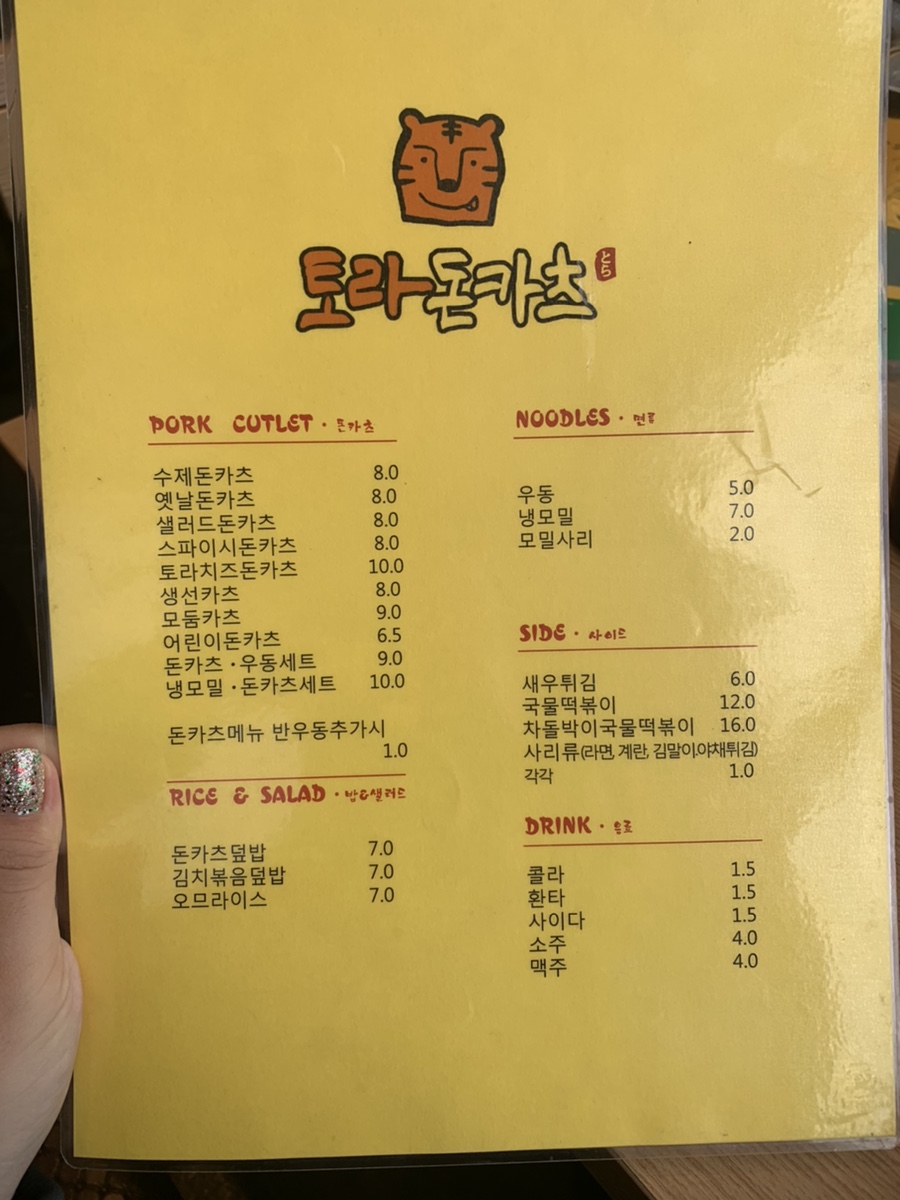 토라돈카츠 とら
PORK CUTLET · 돈카츠
수제돈카츠 8.0
옛날돈카츠 8.0
샐러드돈카츠 8.0
스파이시돈카츠 8.0
토라치즈돈카츠 10.0
생선카츠 8.0
모둠카츠 9.0
어린이돈카츠 6.5
돈카츠·우동세트 9.0
냉모밀·돈카츠세트 10.0
돈카츠메뉴 반우동추가시
1.0
RICE & SALAD · 밥&샐러드
돈카츠덮밥 7.0
김치볶음덮밥 7.0
오므라이스 7.0
NOODLES · 면류
우동 5.0
냉모밀 7.0
모밀사리 2.0
SIDE · 사이드
새우튀김 6.0
국물떡볶이 12.0
차돌박이국물떡볶이 16.0
사리류(라면, 계란, 김말이.야채튀김)
각각 1.0
DRINK · 음료
콜라 1.5
환타 1.5
사이다 1.5
소주 4.0
맥주 4.0